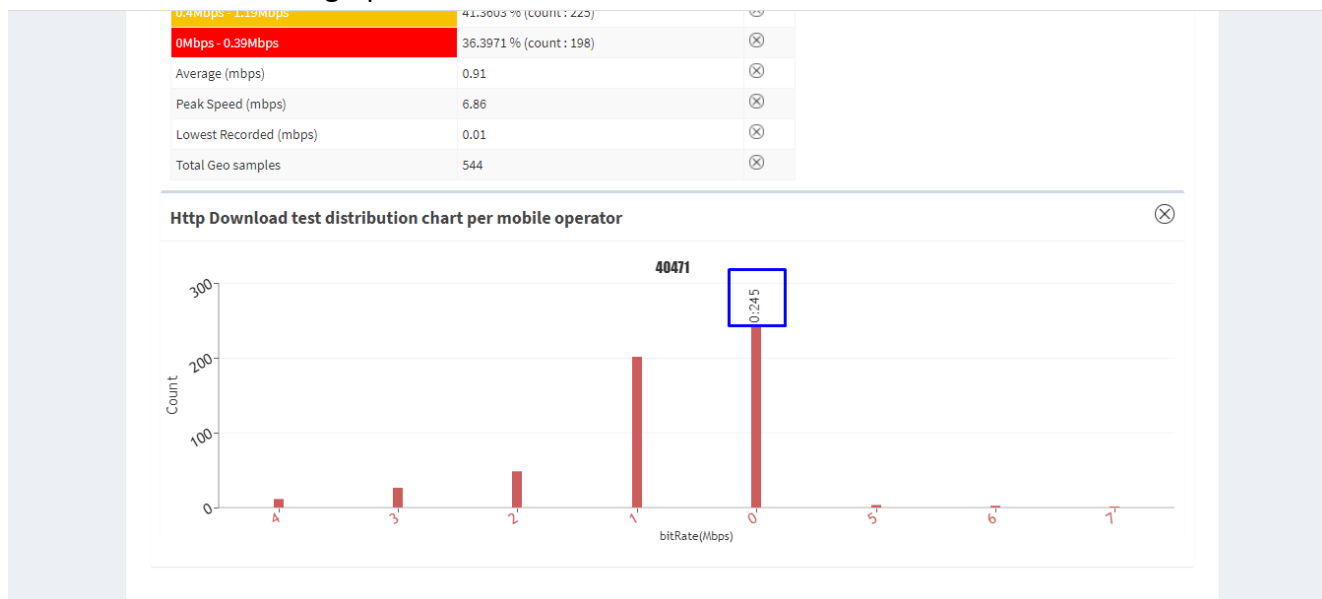 0.4Mbps - 1.19Mbps 41.3603 % (count : 225)
0Mbps - 0.39Mbps 36.3971 % (count : 198)
Average (mbps) 0.91
Peak Speed (mbps) 6.86
Lowest Recorded (mbps) 0.01
Total Geo samples 544
Http Download test distribution chart per mobile operator
40471
300
0:245
200
Count
100
0
4 3 2 1 0 5 6 7
bitRate(Mbps)